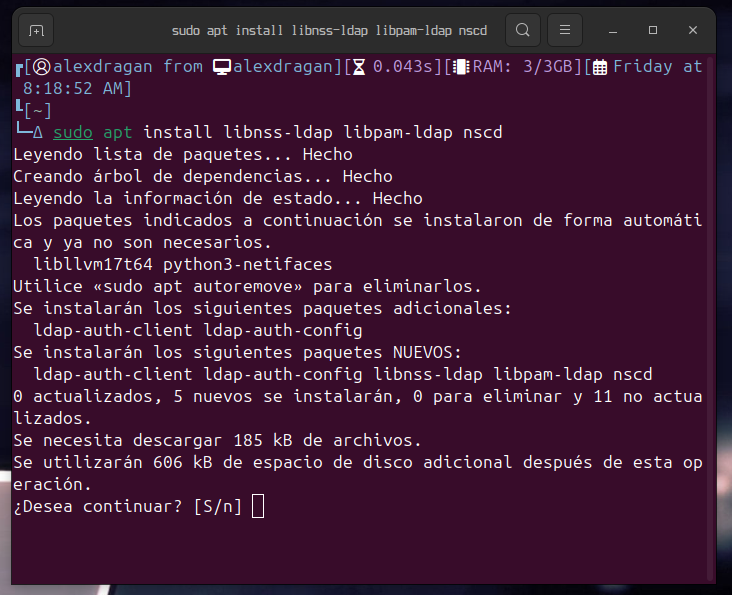 sudo apt install libnss-ldap libpam-ldap nscd
[alexdragan from alexdragan][0.043s][RAM: 3/3GB][Friday at
8:18:52 AM]
[~]
Δ sudo apt install libnss-ldap libpam-ldap nscd
Leyendo lista de paquetes... Hecho
Creando árbol de dependencias... Hecho
Leyendo la información de estado... Hecho
Los paquetes indicados a continuación se instalaron de forma automáti
ca y ya no son necesarios.
libllvm17t64 python3-netifaces
Utilice «sudo apt autoremove» para eliminarlos.
Se instalarán los siguientes paquetes adicionales:
ldap-auth-client ldap-auth-config
Se instalarán los siguientes paquetes NUEVOS:
ldap-auth-client ldap-auth-config libnss-ldap libpam-ldap nscd
0 actualizados, 5 nuevos se instalarán, 0 para eliminar y 11 no actua
lizados.
Se necesita descargar 185 kB de archivos.
Se utilizarán 606 kB de espacio de disco adicional después de esta op
eración.
¿Desea continuar? [S/n]